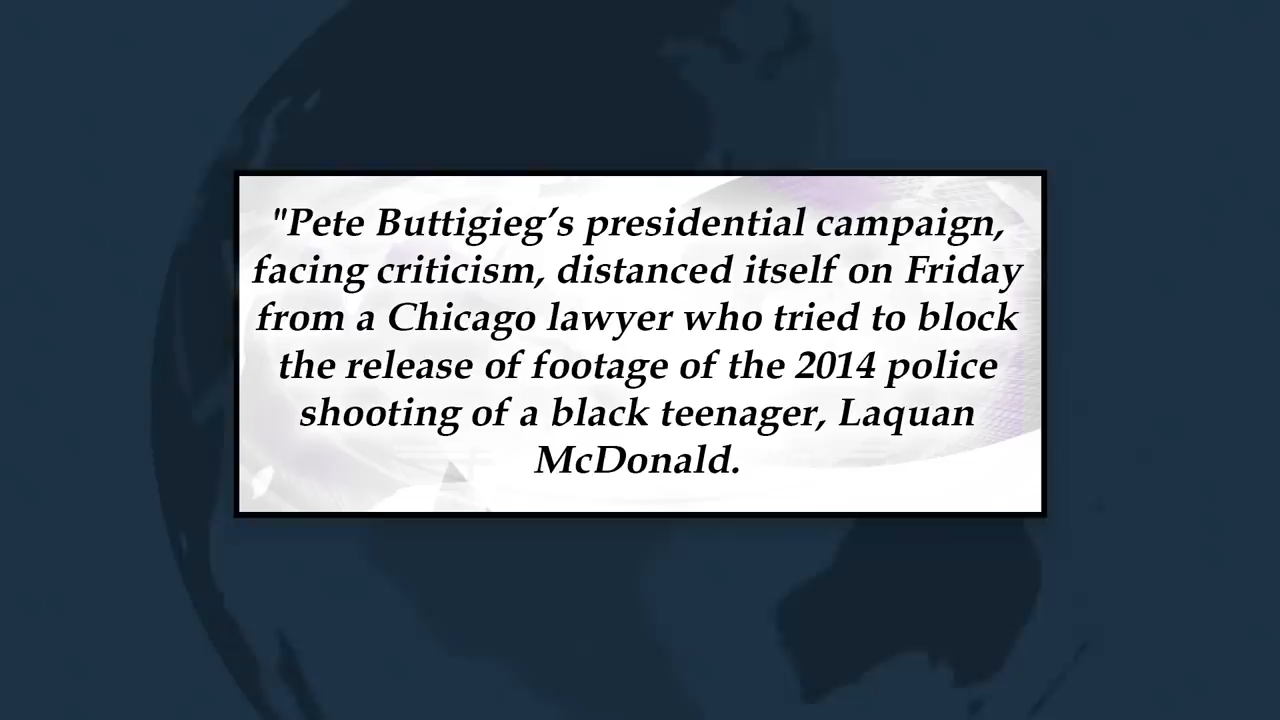 "Pete Buttigieg’s presidential campaign,
facing criticism, distanced itself on Friday
from a Chicago lawyer who tried to block
the release of footage of the 2014 police
shooting of a black teenager, Laquan
McDonald.